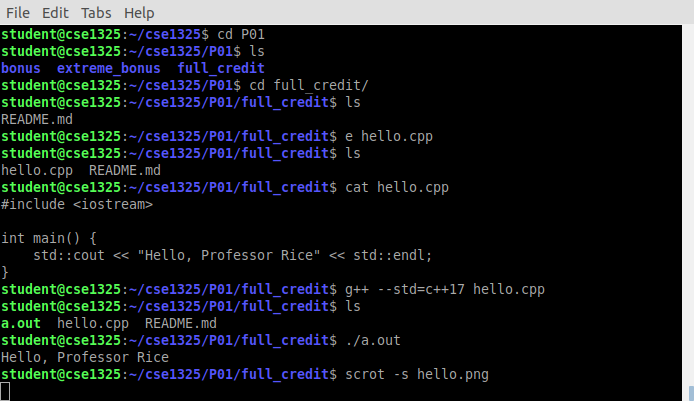 File Edit Tabs Help
student@cse1325:~/cse1325$ cd P01
student@cse1325:~/cse1325/P01$ ls
bonus  extreme_bonus  full_credit
student@cse1325:~/cse1325/P01$ cd full_credit/
student@cse1325:~/cse1325/P01/full_credit$ ls
README.md
student@cse1325:~/cse1325/P01/full_credit$ e hello.cpp
student@cse1325:~/cse1325/P01/full_credit$ ls
hello.cpp  README.md
student@cse1325:~/cse1325/P01/full_credit$ cat hello.cpp
#include <iostream>

int main() {
    std::cout << "Hello, Professor Rice" << std::endl;
}
student@cse1325:~/cse1325/P01/full_credit$ g++ --std=c++17 hello.cpp
student@cse1325:~/cse1325/P01/full_credit$ ls
a.out  hello.cpp  README.md
student@cse1325:~/cse1325/P01/full_credit$ ./a.out
Hello, Professor Rice
student@cse1325:~/cse1325/P01/full_credit$ scrot -s hello.png